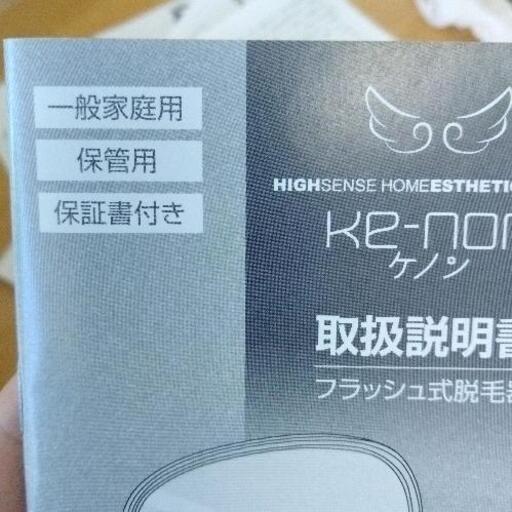 一般家庭用
保管用
保証書付き
HIGHSENSE HOMEESTHETIC
Ke-non
ケノン
取扱説明書
フラッシュ式脱毛器